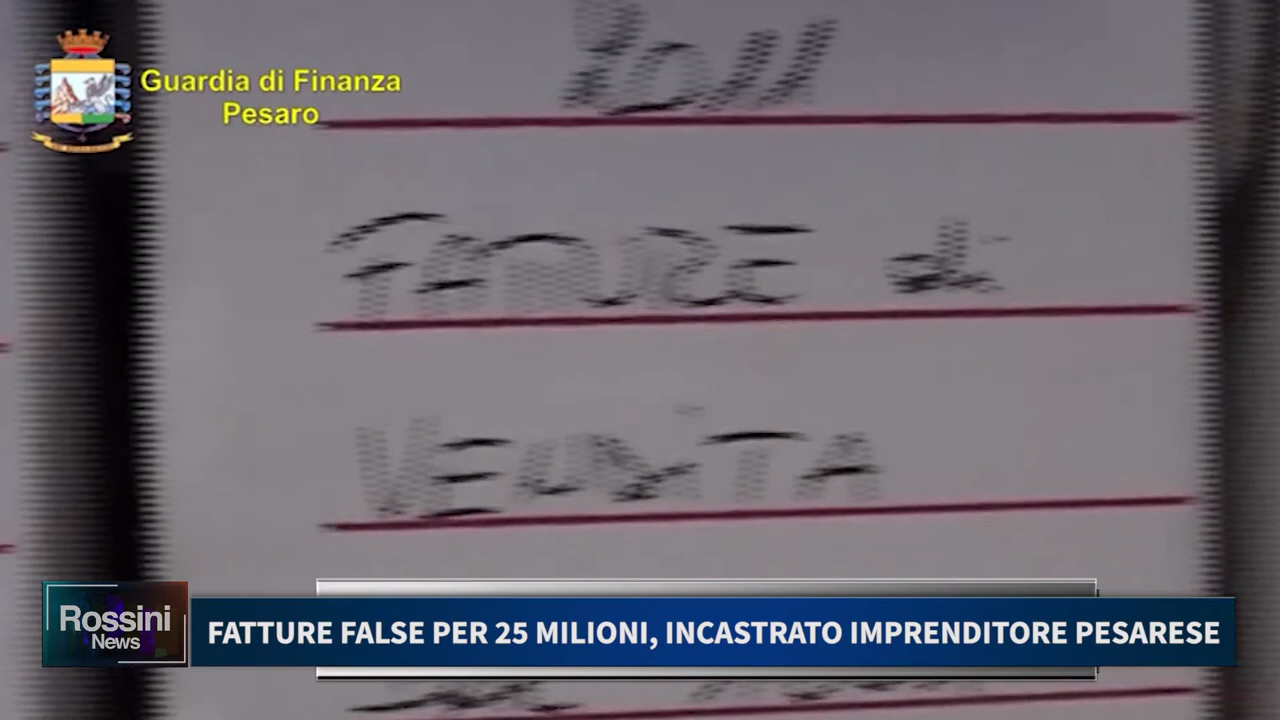 Guardia di Finanza
Pesaro
2011
FATTURE di
VENDITA
Rossini
News
FATTURE FALSE PER 25 MILIONI, INCASTRATO IMPRENDITORE PESARESE